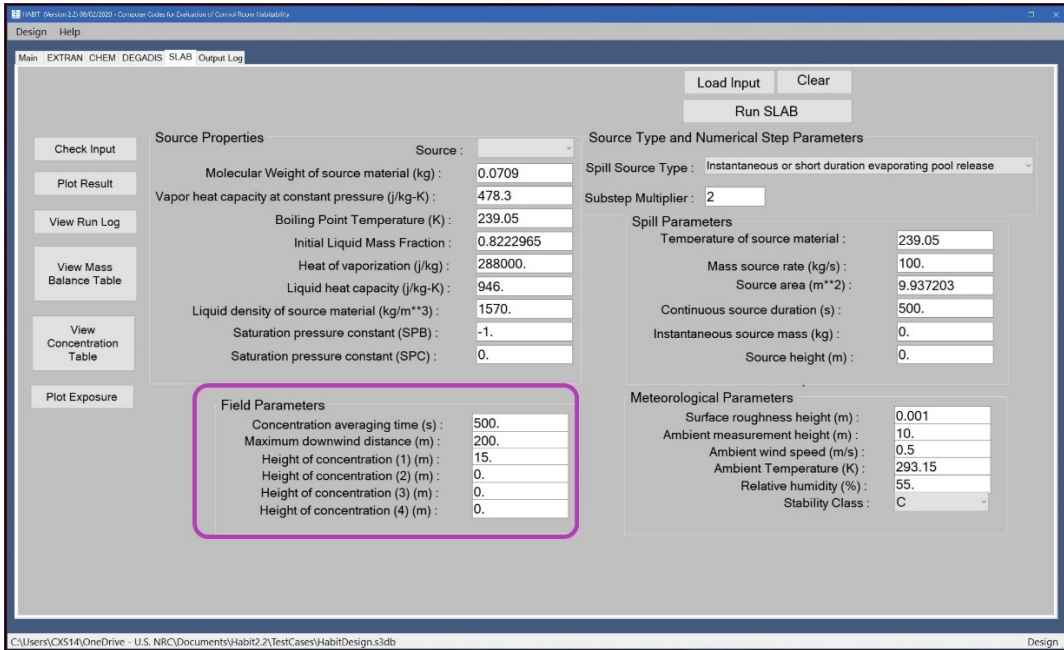 HABIT (Version 2.2) 06/02/2020 - Computer Codes for Evaluation of Control Room Habitability
Design Help
Main EXTRAN CHEM DEGADIS SLAB Output Log
Load Input Clear
Run SLAB
Check Input
Plot Result
View Run Log
View Mass
Balance Table
View
Concentration
Table
Plot Exposure
Source Properties
Source :
Molecular Weight of source material (kg) : 0.0709
Vapor heat capacity at constant pressure (j/kg-K) : 478.3
Boiling Point Temperature (K) : 239.05
Initial Liquid Mass Fraction : 0.8222965
Heat of vaporization (j/kg) : 288000.
Liquid heat capacity (j/kg-K) : 946.
Liquid density of source material (kg/m**3) : 1570.
Saturation pressure constant (SPB) : -1.
Saturation pressure constant (SPC) : 0.
Source Type and Numerical Step Parameters
Spill Source Type : Instantaneous or short duration evaporating pool release
Substep Multiplier : 2
Spill Parameters
Temperature of source material : 239.05
Mass source rate (kg/s) : 100.
Source area (m**2) : 9.937203
Continuous source duration (s) : 500.
Instantaneous source mass (kg) : 0.
Source height (m) : 0.
Field Parameters
Concentration averaging time (s) : 500.
Maximum downwind distance (m) : 200.
Height of concentration (1) (m) : 15.
Height of concentration (2) (m) : 0.
Height of concentration (3) (m) : 0.
Height of concentration (4) (m) : 0.
Meteorological Parameters
Surface roughness height (m) : 0.001
Ambient measurement height (m) : 10.
Ambient wind speed (m/s) : 0.5
Ambient Temperature (K) : 293.15
Relative humidity (%) : 55.
Stability Class : C
C:\Users\CXS14\OneDrive - U.S. NRC\Documents\Habit2.2\TestCases\HabitDesign.s3db
Design